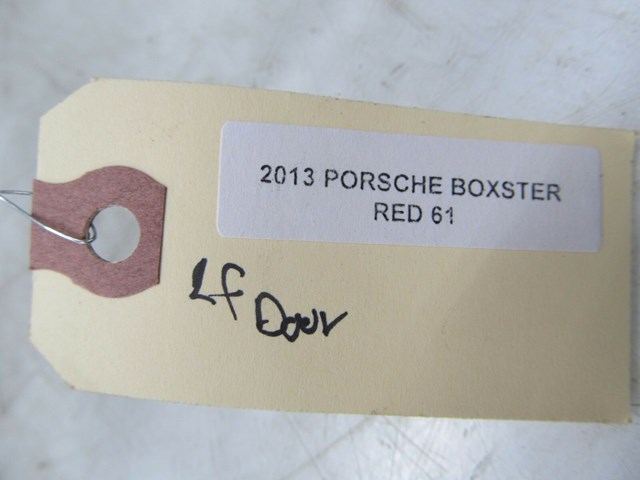 2013 PORSCHE BOXSTER
RED 61
LF Door